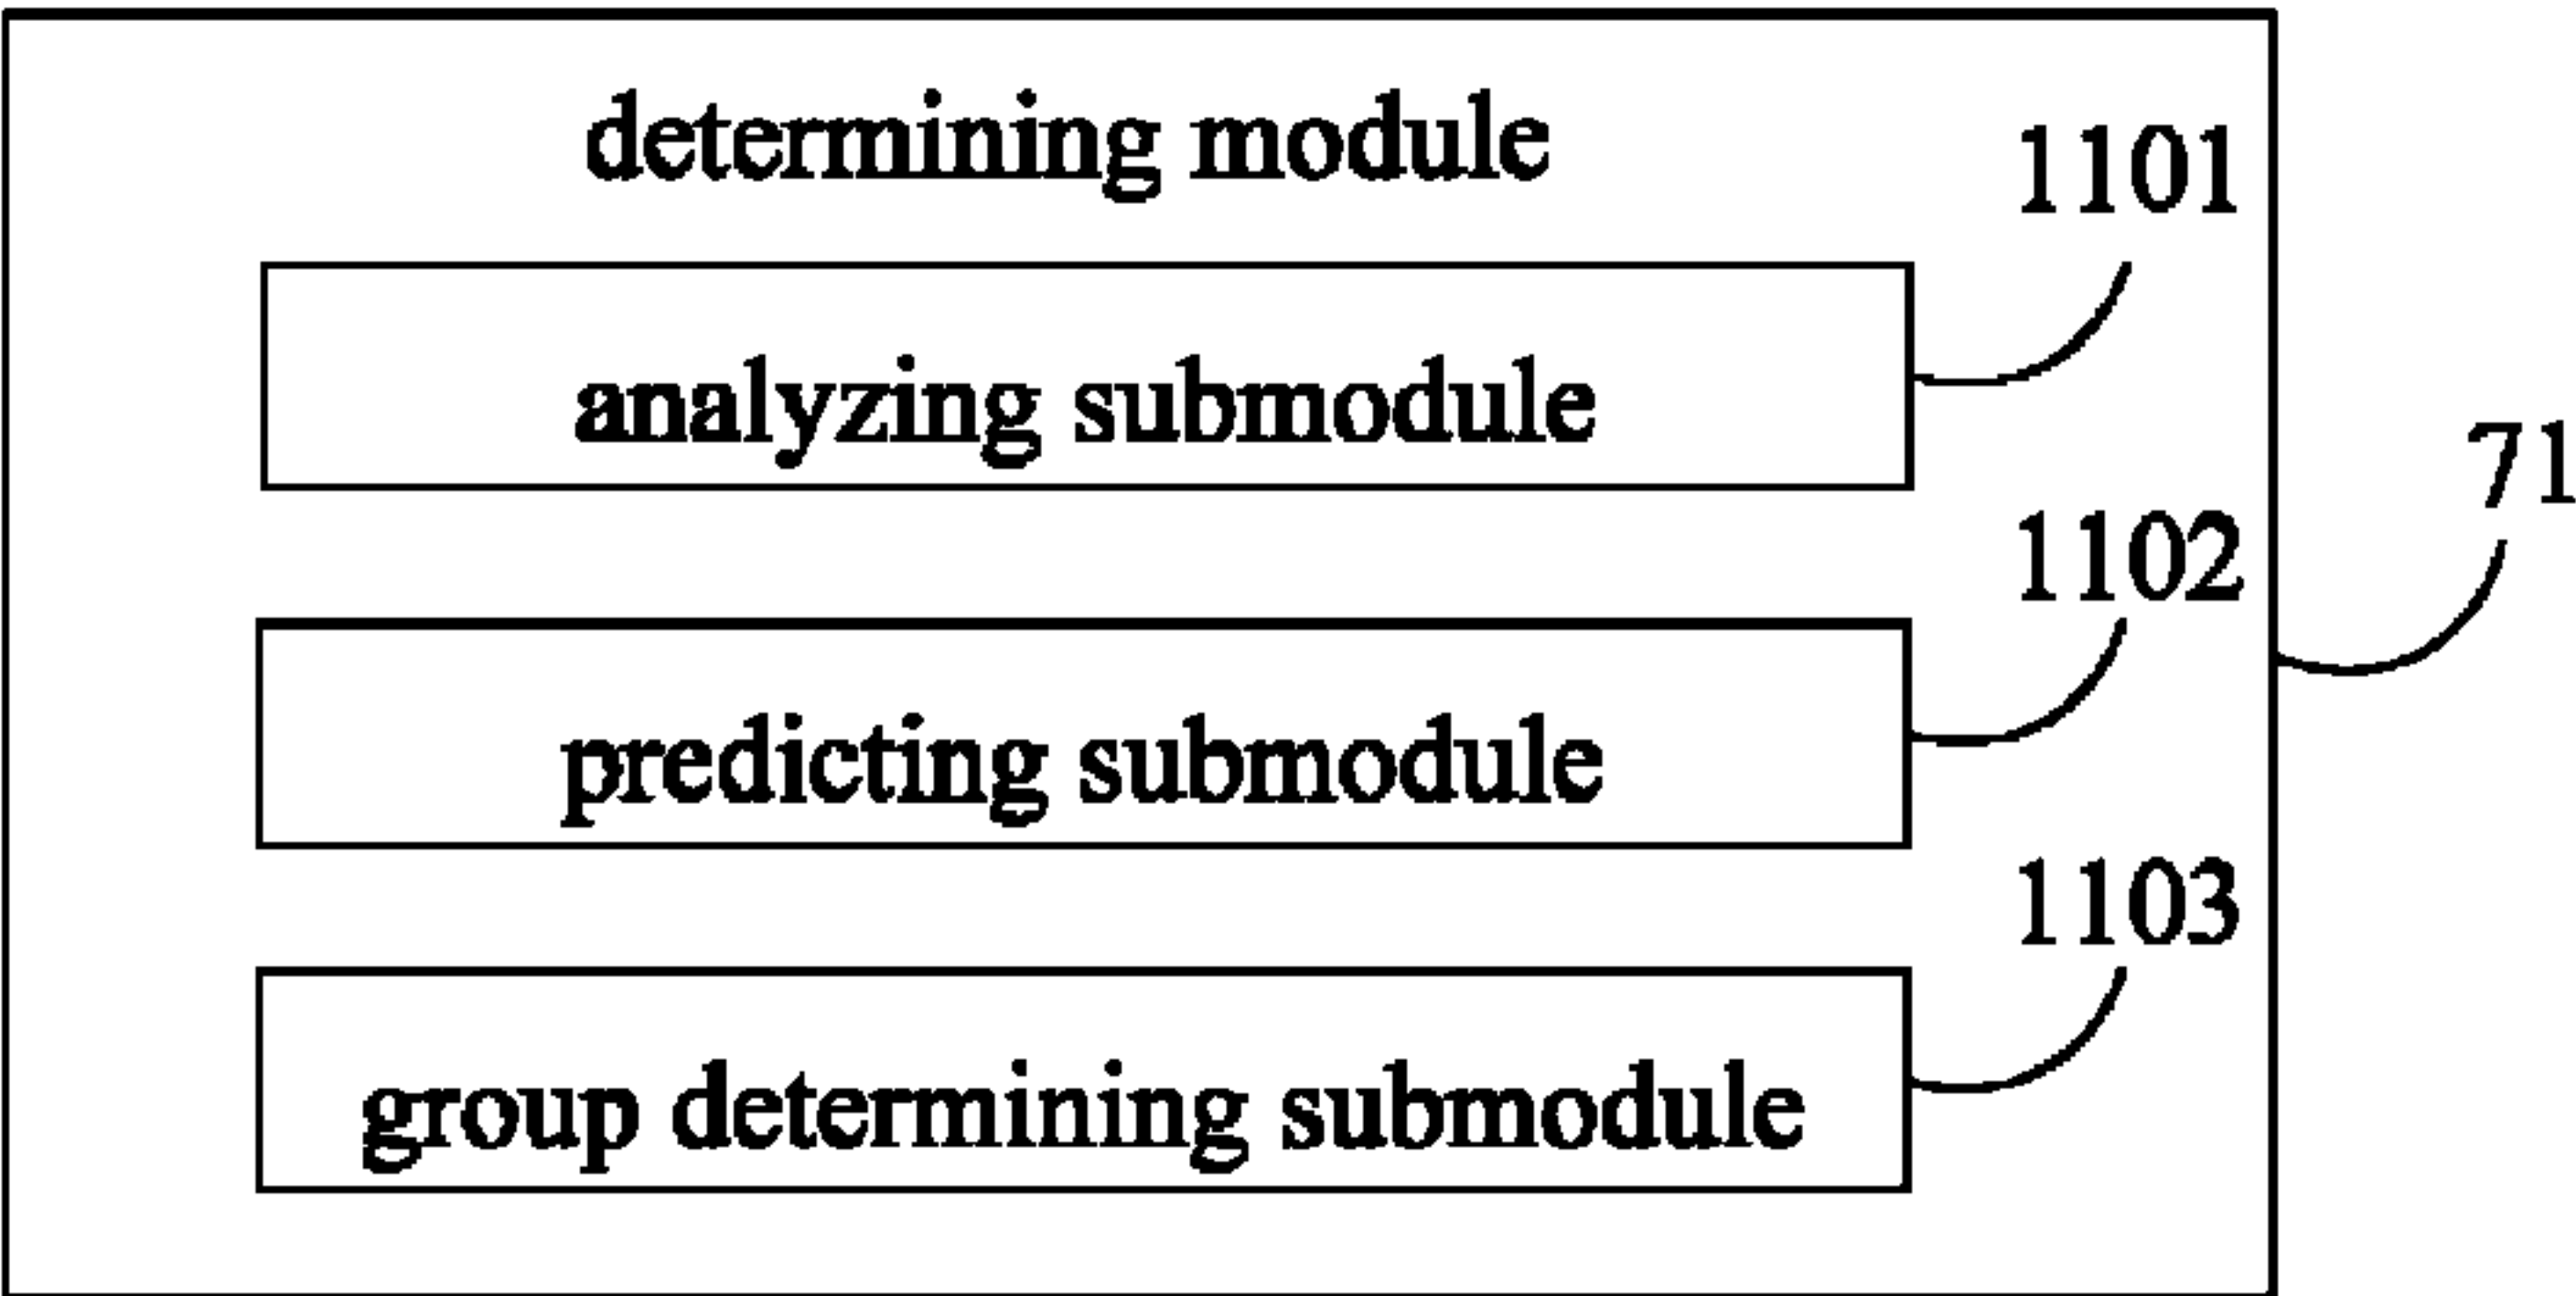 determining module
1101
analyzing submodule
71
1102
predicting submodule
1103
group determining submodule